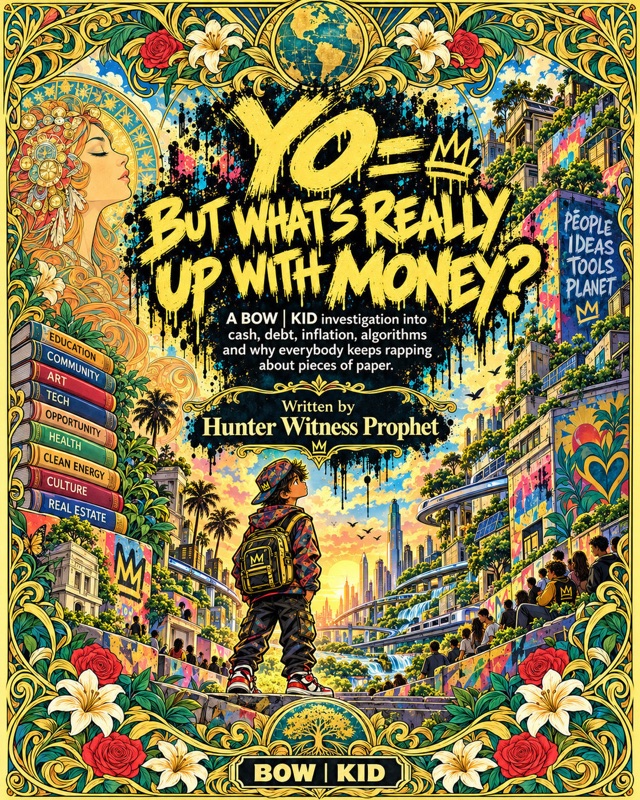 YO=
BUT WHAT'S REALLY
UP WITH MONEY?
A BOW | KID investigation into
cash, debt, inflation, algorithms
and why everybody keeps rapping
about pieces of paper.
Written by
Hunter Witness Prophet
PEOPLE
IDEAS
TOOLS
PLANET
EDUCATION
COMMUNITY
ART
TECH
OPPORTUNITY
HEALTH
CLEAN ENERGY
CULTURE
REAL ESTATE
BOW | KID